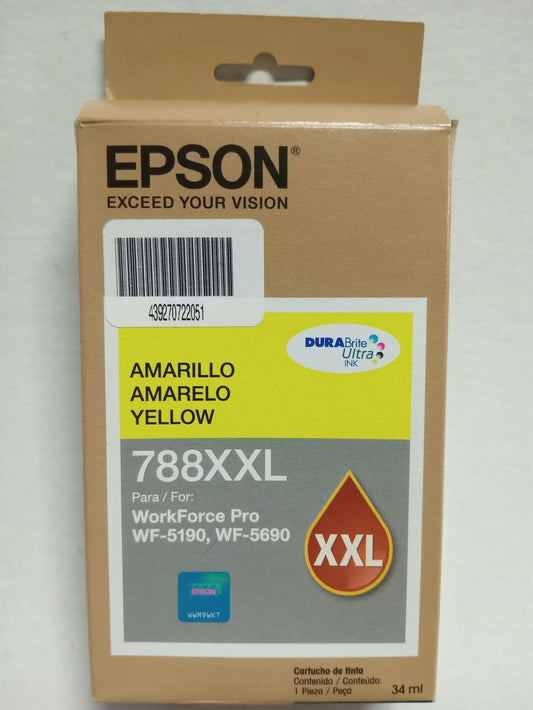 EPSON®
EXCEED YOUR VISION
439270722051
DURABrite
Ultra
INK
AMARILLO
AMARELO
YELLOW
788XXL
Para / For:
WorkForce Pro
WF-5190, WF-5690
XXL
EPSON
WWM9WKT
Cartucho de tinta
Contenido / Conteúdo:
1 Pieza / Peça
34 ml